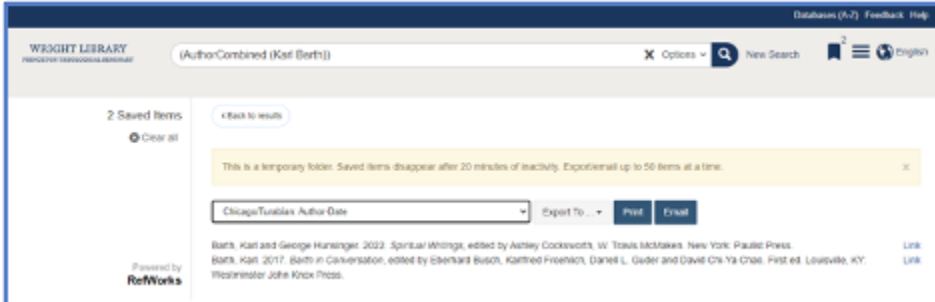 Databases (A-Z) Feedback Help
WRIGHT LIBRARY
PRINCETON THEOLOGICAL SEMINARY
(AuthorCombined (Karl Barth))
Options
New Search
2
English
2 Saved Items
Back to results
Clear all
This is a temporary folder. Saved items disappear after 20 minutes of inactivity. Export/email up to 50 items at a time.
Chicago/Turabian: Author-Date
Export To ...
Print
Email
Barth, Karl and George Hunsinger. 2022. Spiritual Writings, edited by Ashley Cocksworth, W. Travis McMaken. New York: Paulist Press.
Link
Barth, Karl. 2017. Barth in Conversation, edited by Eberhard Busch, Karlfried Froehlich, Darrell L. Guder and David Chi-Ya Chao. First ed. Louisville, KY:
Link
Westminster John Knox Press.
Powered by
RefWorks